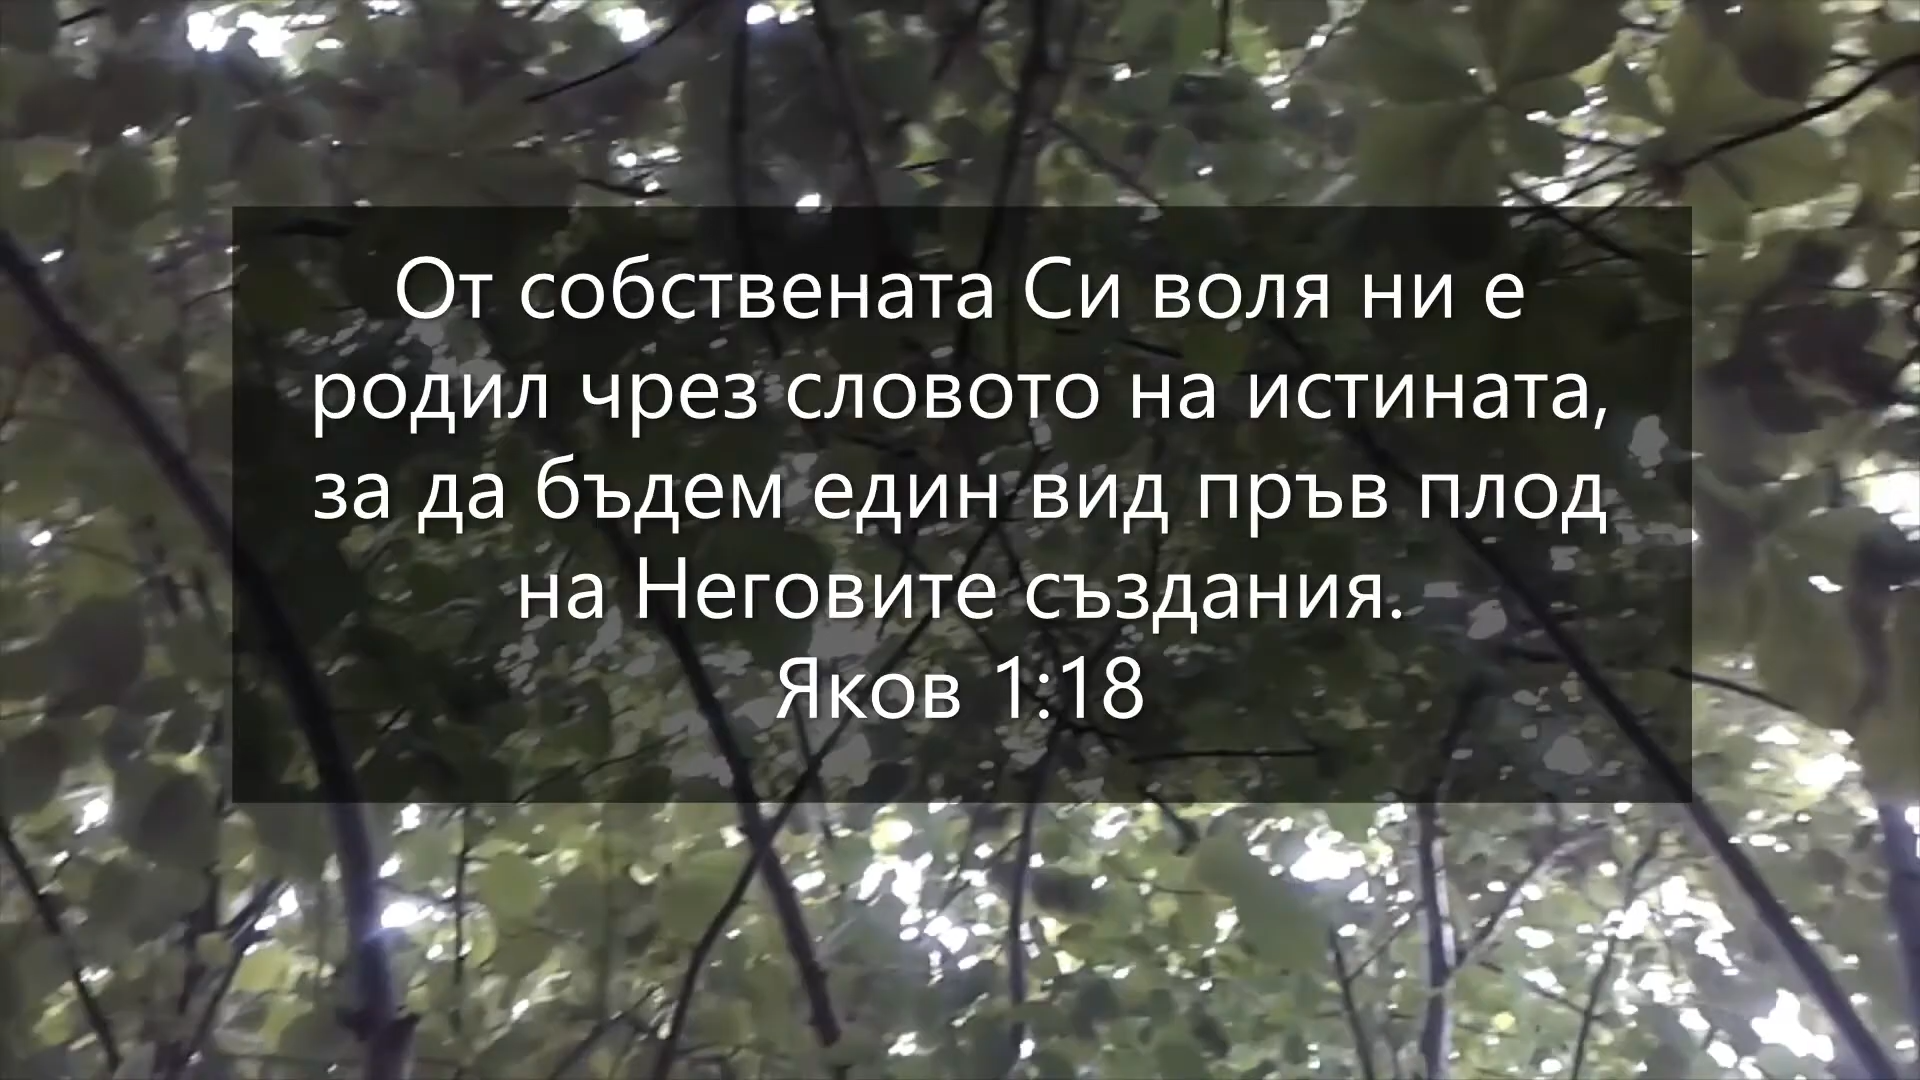 От собствената Си воля ни е
родил чрез словото на истината,
за да бъдем един вид пръв плод
на Неговите създания.
Яков 1:18